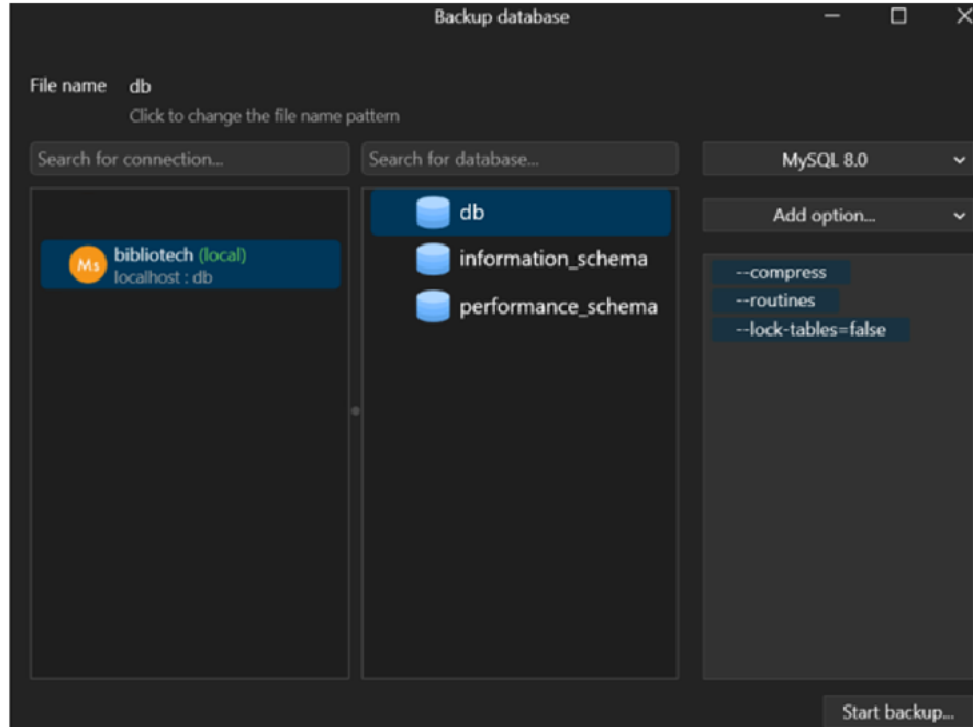 Backup database
File name db
Click to change the file name pattern
Search for connection...
Search for database...
MySQL 8.0
Add option...
Ms
bibliotech (local)
localhost : db
db
information_schema
performance_schema
--compress
--routines
--lock-tables=false
Start backup...